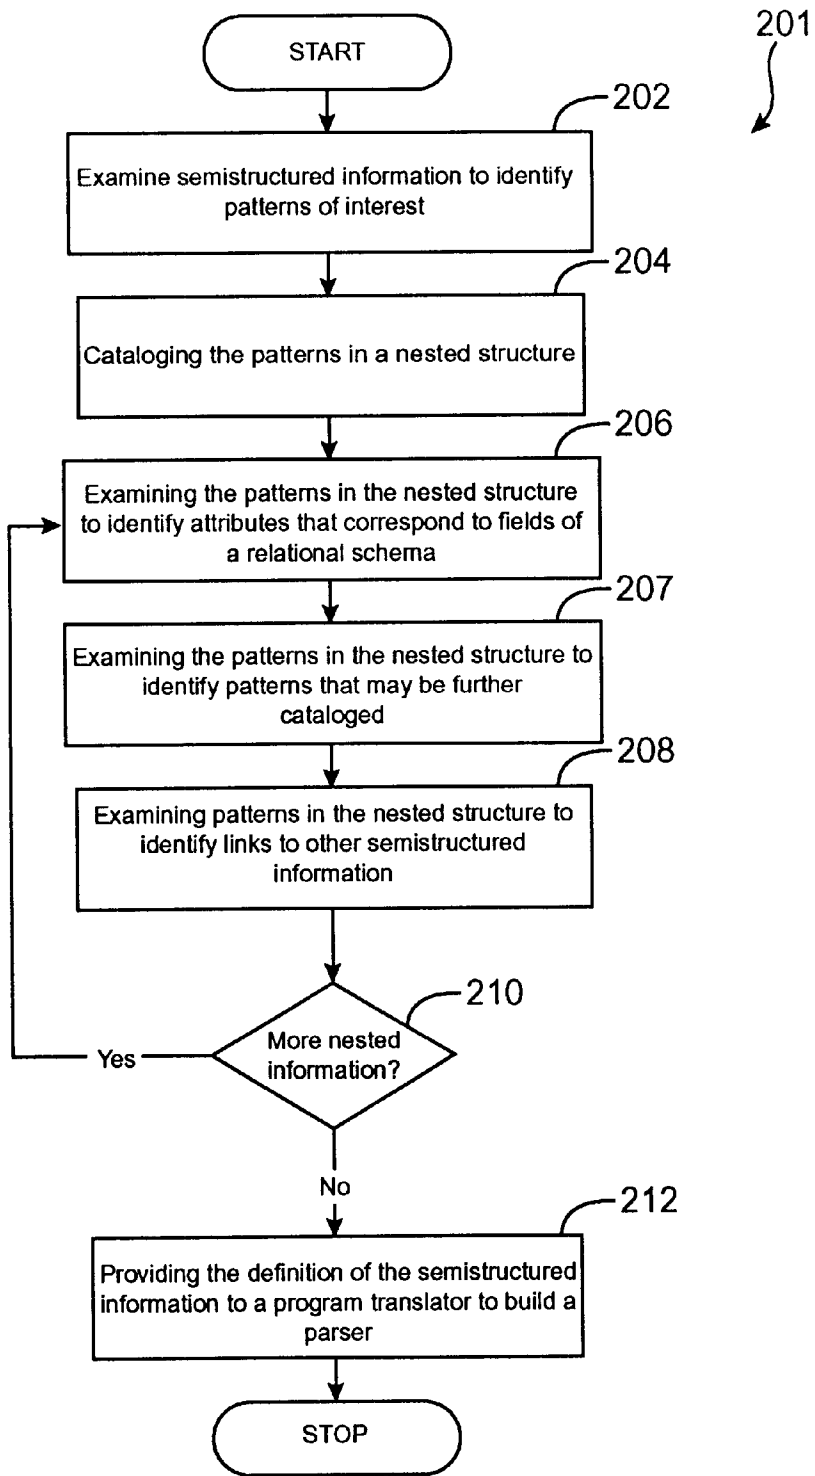 201
START
202
Examine semistructured information to identify
patterns of interest
204
Cataloging the patterns in a nested structure
206
Examining the patterns in the nested structure
to identify attributes that correspond to fields of
a relational schema
207
Examining the patterns in the nested structure to
identify patterns that may be further
cataloged
208
Examining patterns in the nested structure to
identify links to other semistructured
information
210
More nested
information?
Yes
No
212
Providing the definition of the semistructured
information to a program translator to build a
parser
STOP